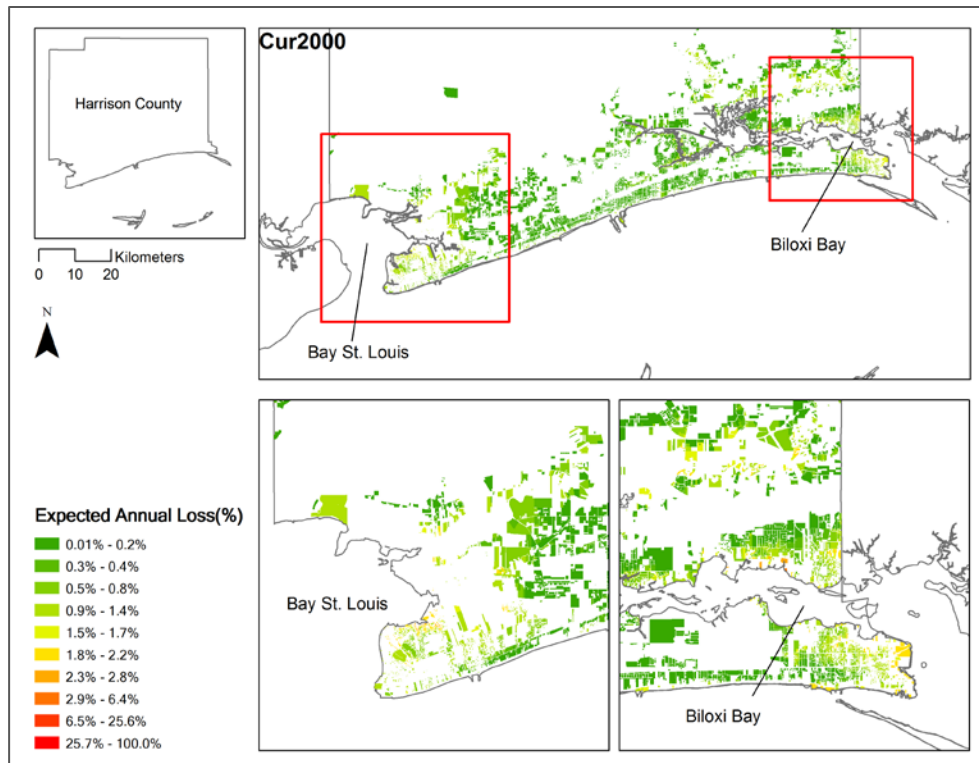 Cur2000
Harrison County
Kilometers
0 10 20
N
Biloxi Bay
Bay St. Louis
Expected Annual Loss(%)
0.01% - 0.2%
0.3% - 0.4%
0.5% - 0.8%
0.9% - 1.4%
1.5% - 1.7%
1.8% - 2.2%
2.3% - 2.8%
2.9% - 6.4%
6.5% - 25.6%
25.7% - 100.0%
Bay St. Louis
Biloxi Bay